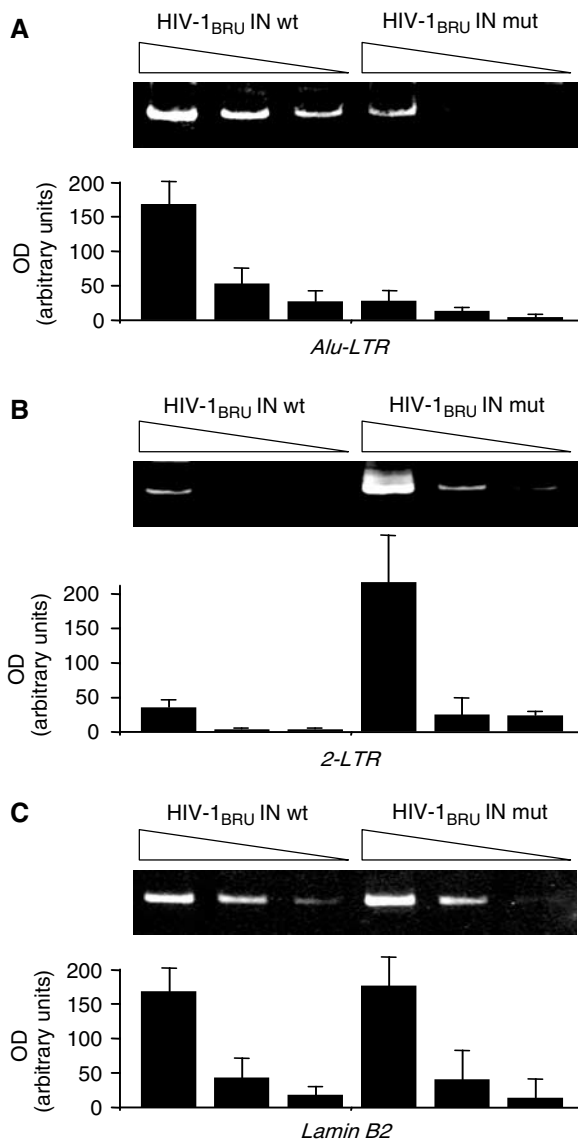 A
HIV-1BRU IN wt HIV-1BRU IN mut
OD
(arbitrary units)
200
150
100
50
0
Alu-LTR
B
HIV-1BRU IN wt HIV-1BRU IN mut
OD
(arbitrary units)
200
150
100
50
0
2-LTR
C
HIV-1BRU IN wt HIV-1BRU IN mut
OD
(arbitrary units)
200
150
100
50
0
Lamin B2